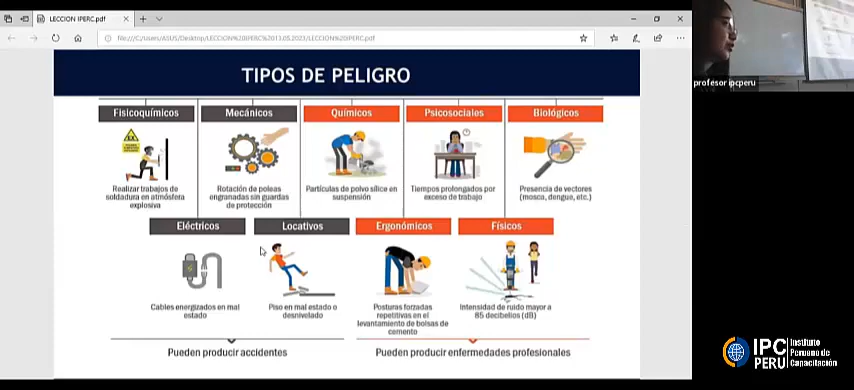 LECCION IPERC.pdf
file:///C:/Users/ASUS/Desktop/LECCION%20IPERC%2013.05.2023/LECCION%20IPERC.pdf
profesor ipcperu
TIPOS DE PELIGRO
Fisicoquímicos
Mecánicos
Químicos
Psicosociales
Biológicos
Realizar trabajos de
soldadura en atmósfera
explosiva
Rotación de poleas
engranadas sin guardas
de protección
Partículas de polvo sílice en
suspensión
Tiempos prolongados por
exceso de trabajo
Presencia de vectores
(mosca, dengue, etc.)
Eléctricos
Locativos
Ergonómicos
Físicos
Cables energizados en mal
estado
Piso en mal estado o
desnivelado
Posturas forzadas
repetitivas en el
levantamiento de bolsas de
cemento
Intensidad de ruido mayor a
85 decibelios (dB)
Pueden producir accidentes
Pueden producir enfermedades profesionales
IPC
PERU
Instituto
Peruano de
Capacitación